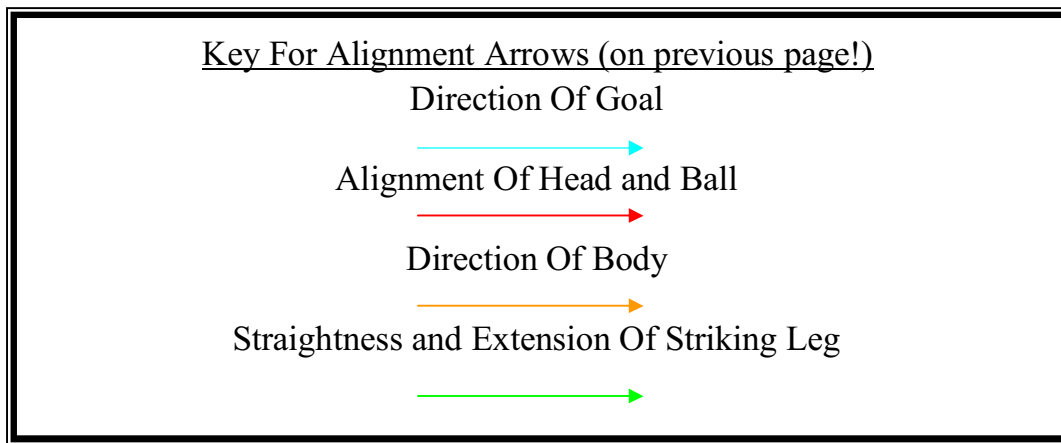 Key For Alignment Arrows (on previous page!)
Direction Of Goal
Alignment Of Head and Ball
Direction Of Body
Straightness and Extension Of Striking Leg